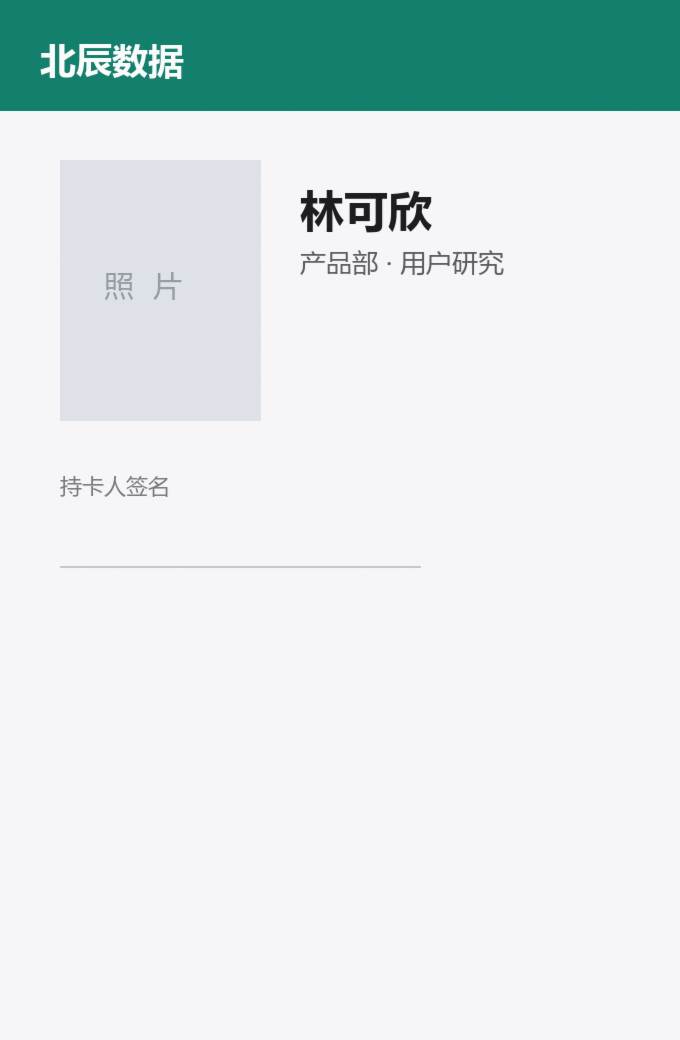 北辰数据
林可欣
产品部 · 用户研究
照 片
持卡人签名